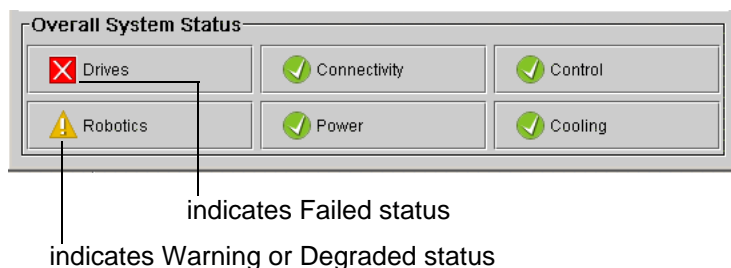 Overall System Status
Drives Connectivity Control
Robotics Power Cooling
indicates Failed status
indicates Warning or Degraded status